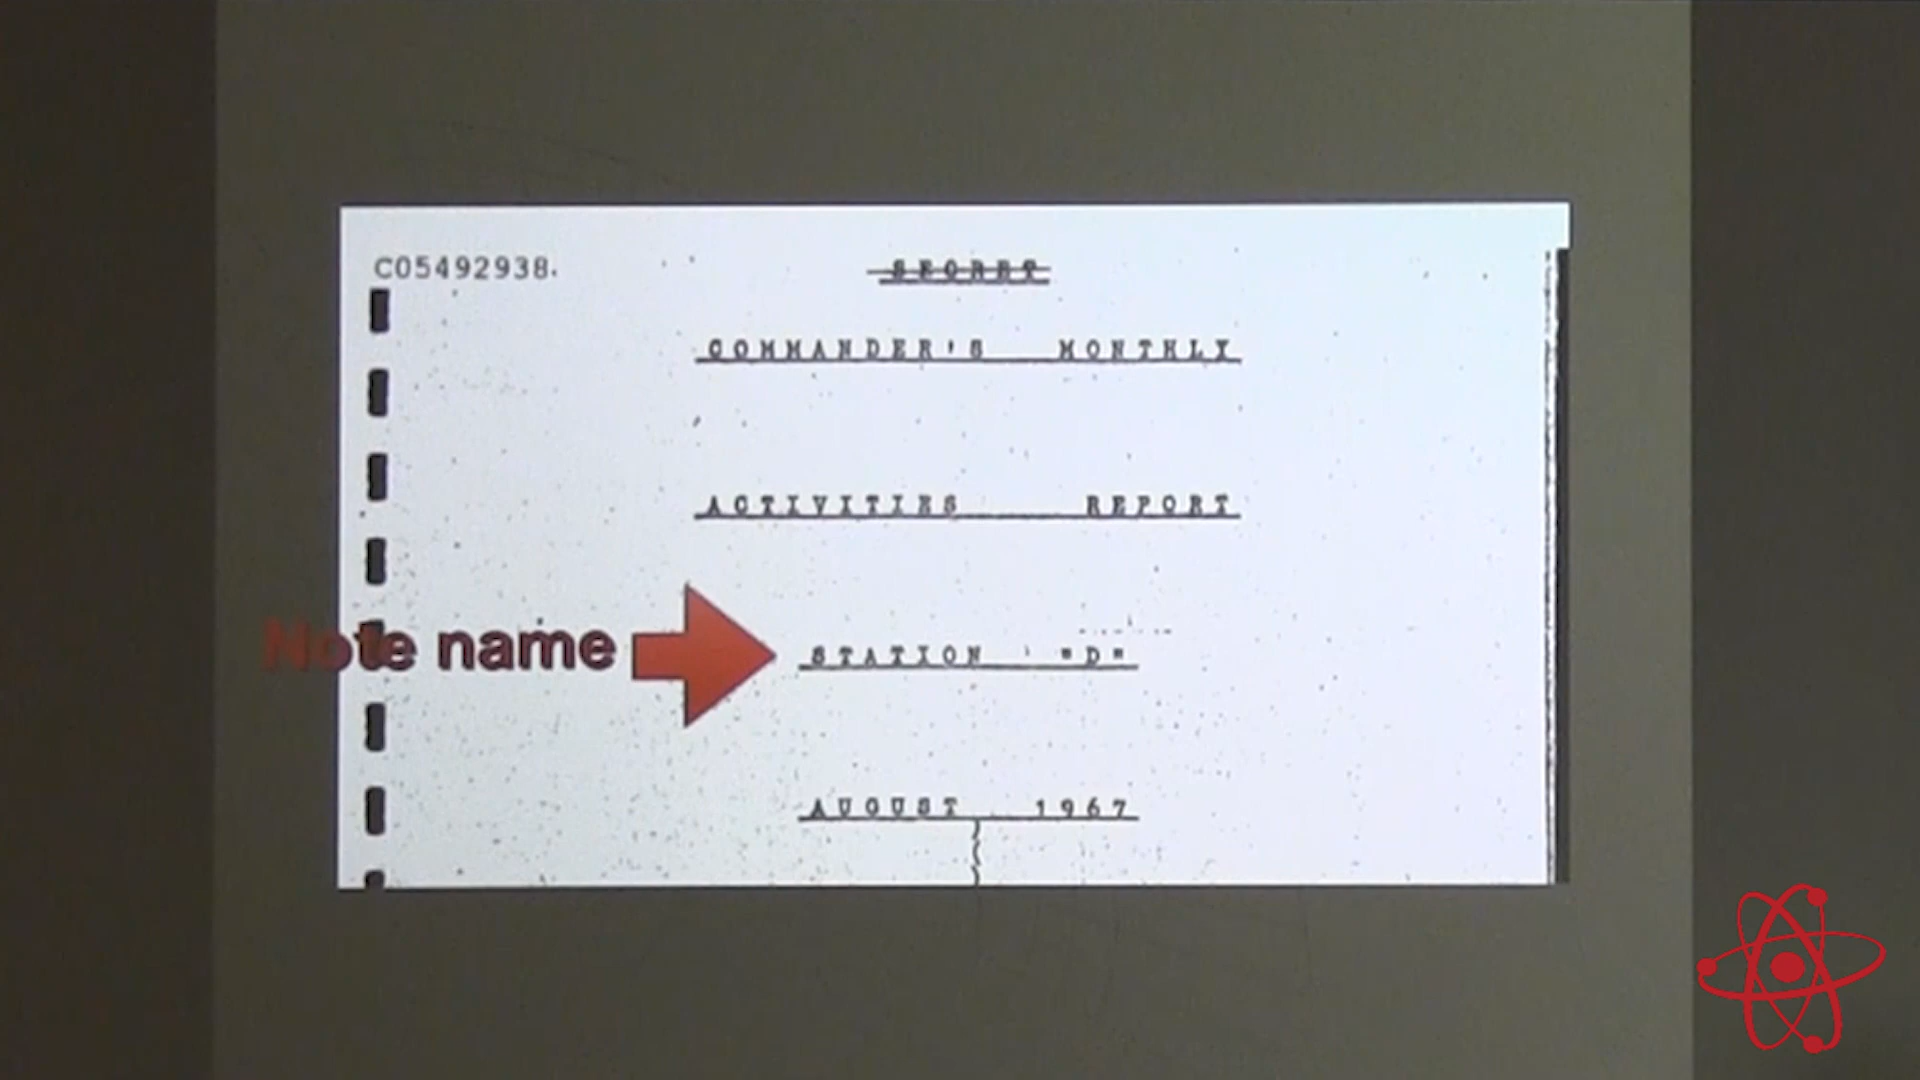 C05492938.
SECRET
COMMANDER'S MONTHLY
ACTIVITIES REPORT
Note name
STATION "D"
AUGUST 1967